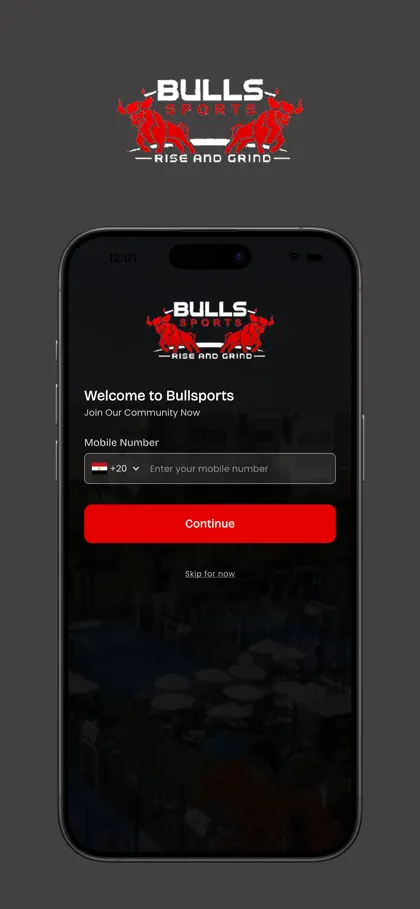 BULLS
SPORTS
RISE AND GRIND
12:01
BULLS
SPORTS
RISE AND GRIND
Welcome to Bullsports
Join Our Community Now
Mobile Number
+20 Enter your mobile number
Continue
Skip for now